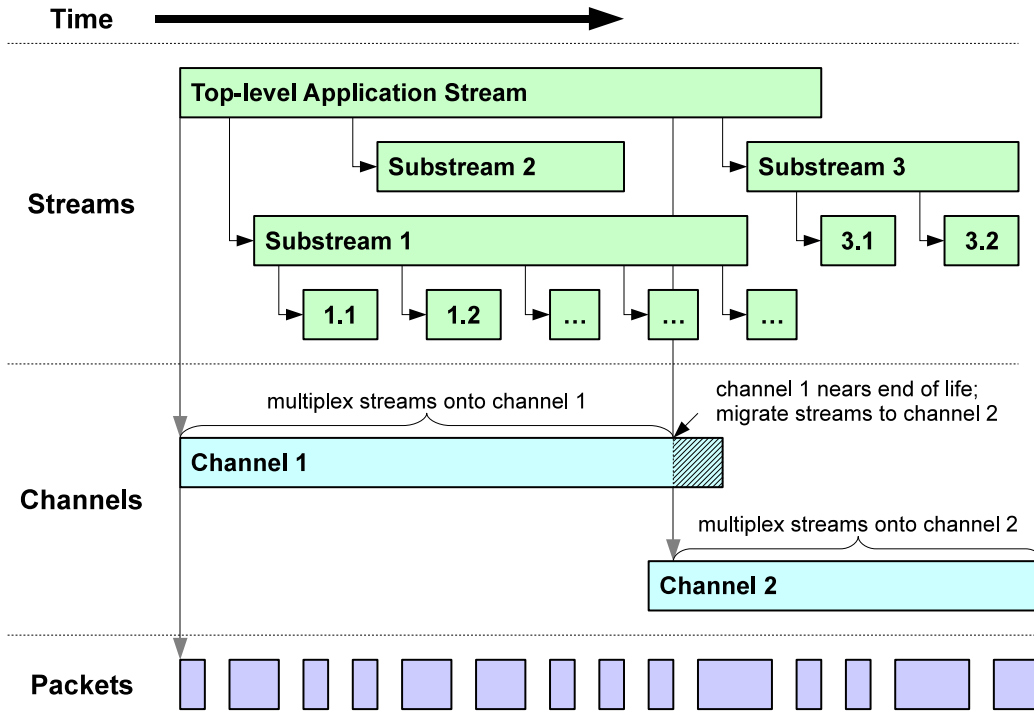 Time
Top-level Application Stream
Substream 2
Substream 3
Streams
Substream 1
3.1
3.2
1.1
1.2
...
...
...
channel 1 nears end of life;
migrate streams to channel 2
multiplex streams onto channel 1
Channel 1
Channels
multiplex streams onto channel 2
Channel 2
Packets